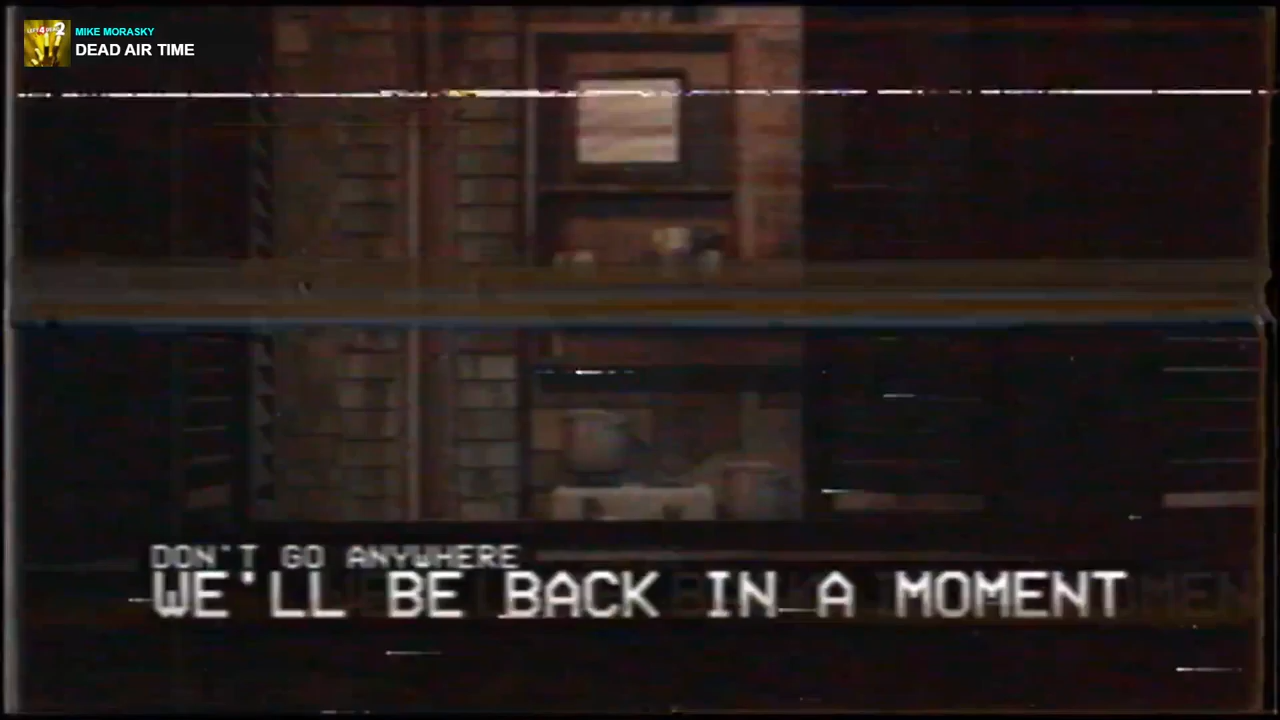 MIKE MORASKY
DEAD AIR TIME
DON'T GO ANYWHERE
WE'LL BE BACK IN A MOMENT